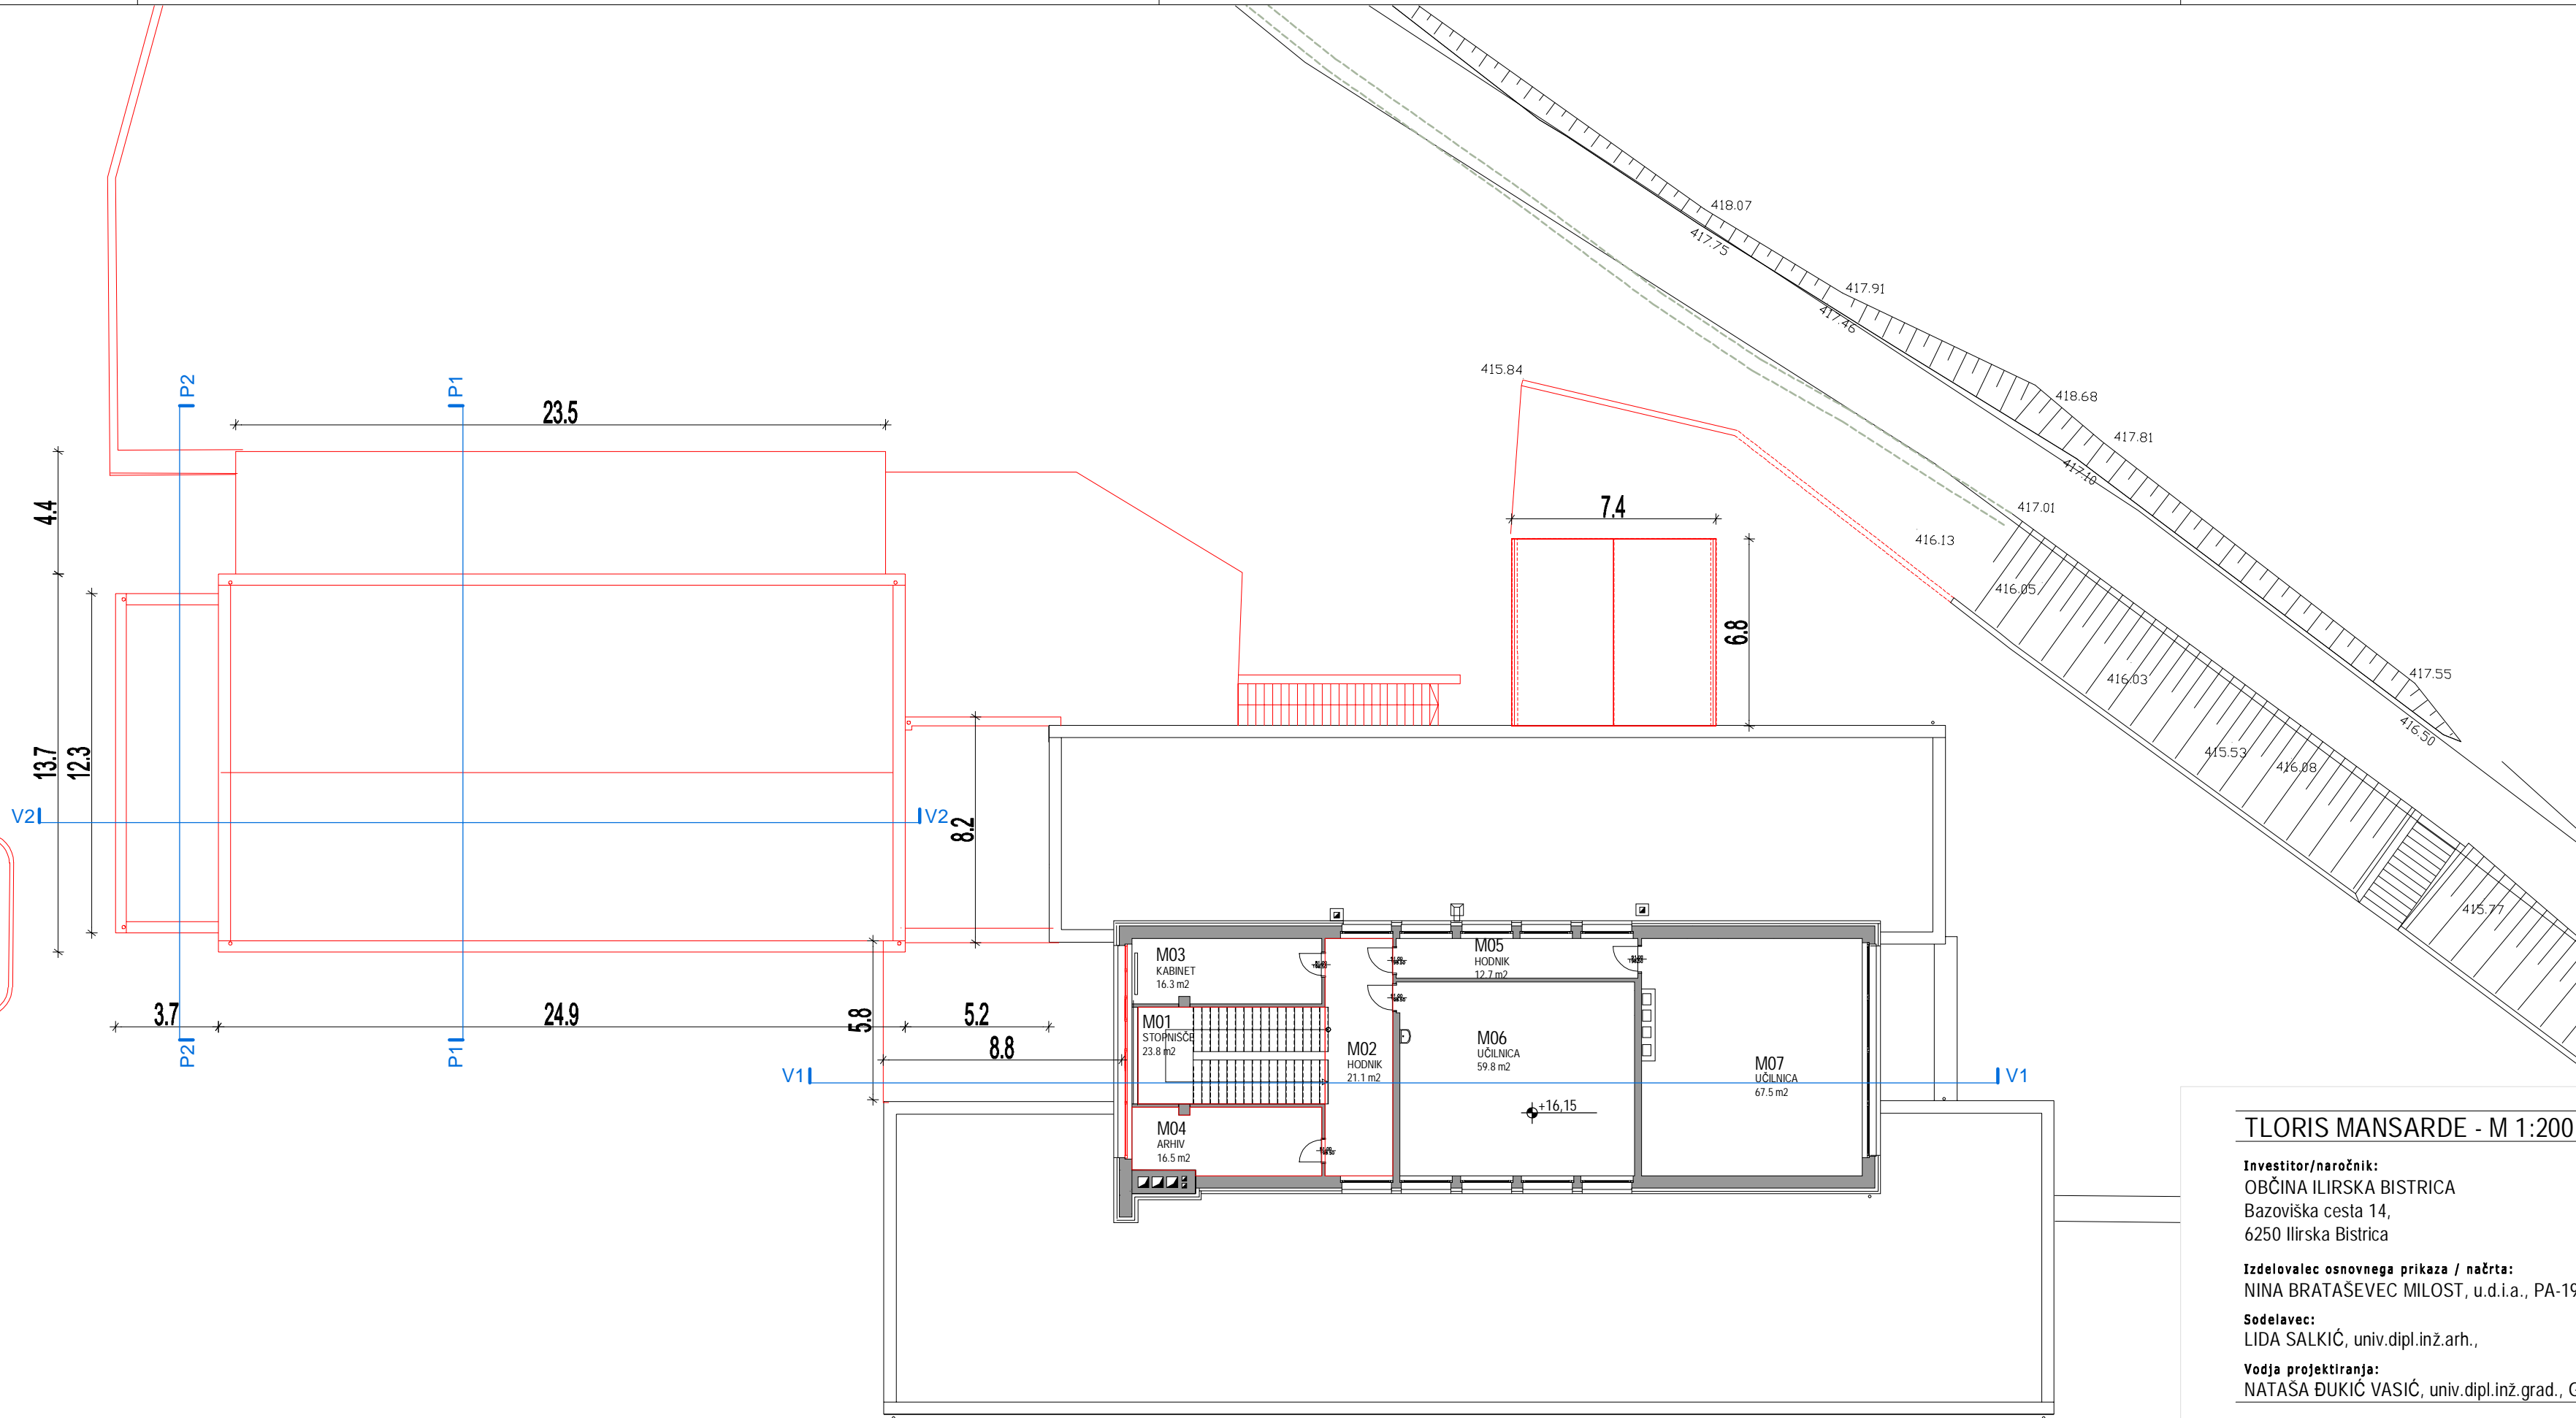 418.07
417.75
417.91
417.46
415.84
418.68
417.81
417.10
417.01
416.13
416.05
416.03
415.53
416.08
417.55
416.50
415.77
P2
P1
23.5
4.4
7.4
6.8
13.7
12.3
V2
V2
8.2
3.7
24.9
5.8
5.2
8.8
P2
P1
V1
V1
M03
KABINET
16.3 m2
M05
HODNIK
12.7 m2
M01
STOPNIŠČE
23.8 m2
M02
HODNIK
21.1 m2
M06
UČILNICA
59.8 m2
M07
UČILNICA
67.5 m2
+16,15
M04
ARHIV
16.5 m2
TLORIS MANSARDE - M 1:200
Investitor/naročnik:
OBČINA ILIRSKA BISTRICA
Bazoviška cesta 14,
6250 Ilirska Bistrica
Izdelovalec osnovnega prikaza / načrta:
NINA BRATAŠEVEC MILOST, u.d.i.a., PA-19
Sodelavec:
LIDA SALKIĆ, univ.dipl.inž.arh.,
Vodja projektiranja:
NATAŠA ĐUKIĆ VASIĆ, univ.dipl.inž.grad., G